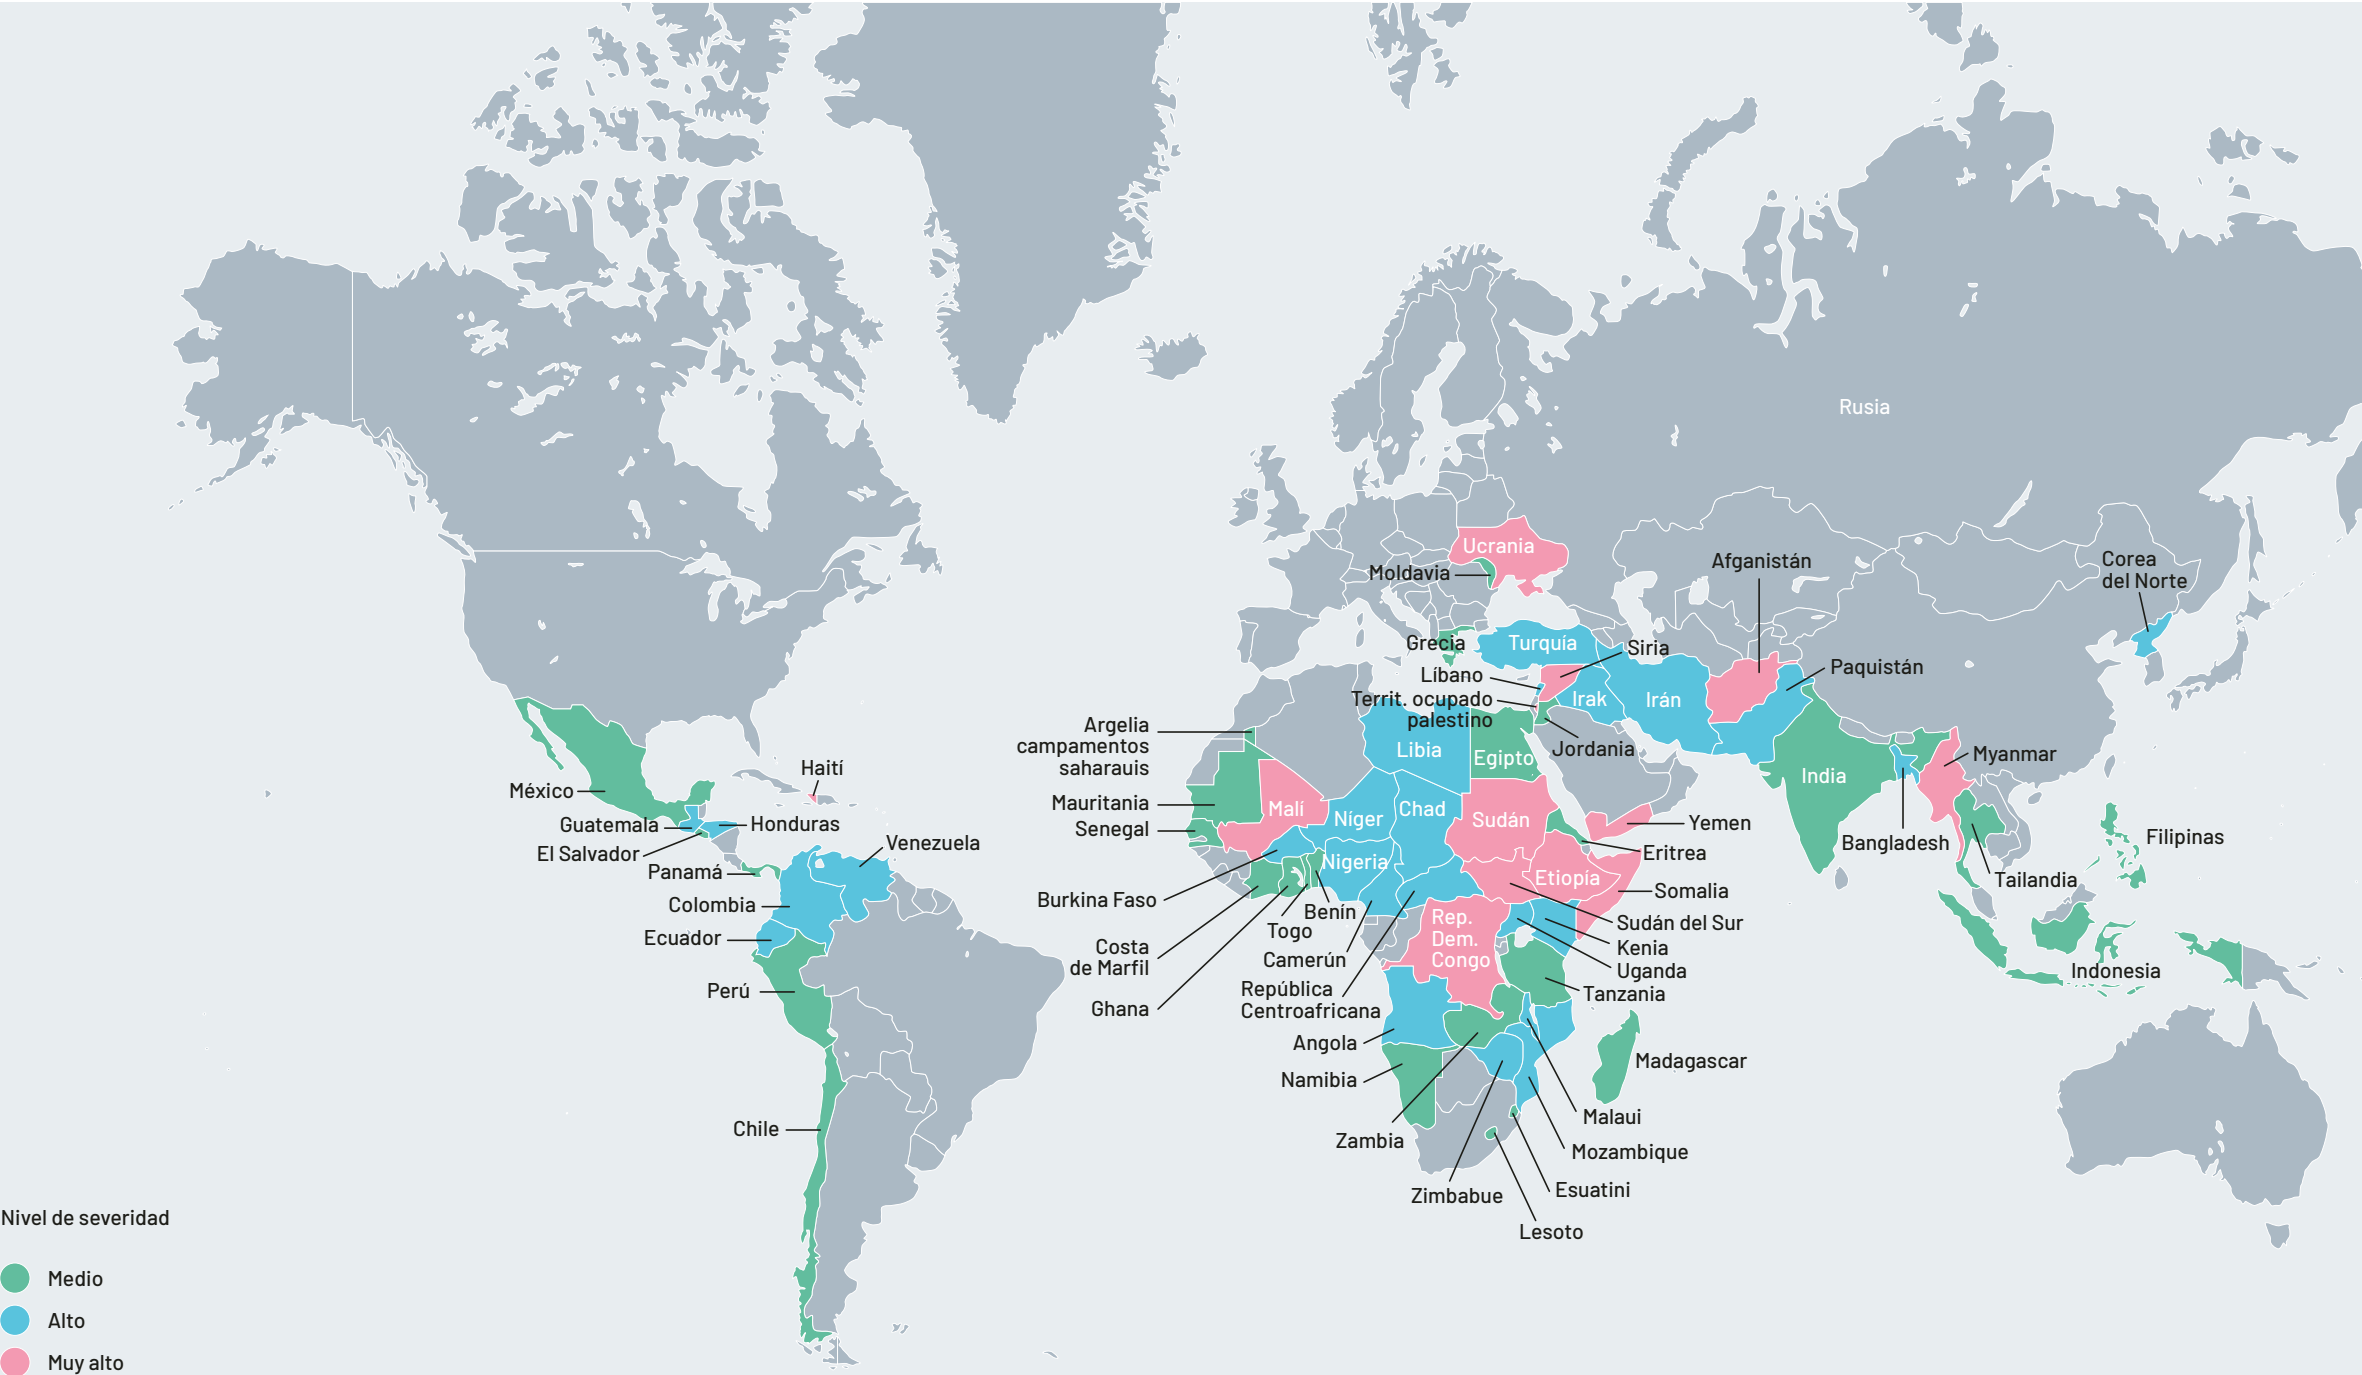 Rusia
Ucrania
Moldavia
Afganistán
Corea
del Norte
Grecia
Turquía
Siria
Líbano
Paquistán
Territ. ocupado
palestino
Irak
Irán
Argelia
campamentos
saharauis
Libia
Egipto
Jordania
Myanmar
India
México
Haití
Mauritania
Malí
Níger
Chad
Sudán
Yemen
Guatemala
Honduras
Senegal
Bangladesh
Filipinas
El Salvador
Venezuela
Nigeria
Eritrea
Panamá
Etiopía
Tailandia
Colombia
Burkina Faso
Somalia
Benín
Togo
Rep.
Dem.
Congo
Sudán del Sur
Ecuador
Costa
de Marfil
Camerún
Kenia
Uganda
Indonesia
Perú
Ghana
República
Centroafricana
Tanzania
Angola
Madagascar
Namibia
Malaui
Chile
Zambia
Mozambique
Zimbabue
Esuatini
Lesoto
Nivel de severidad
Medio
Alto
Muy alto